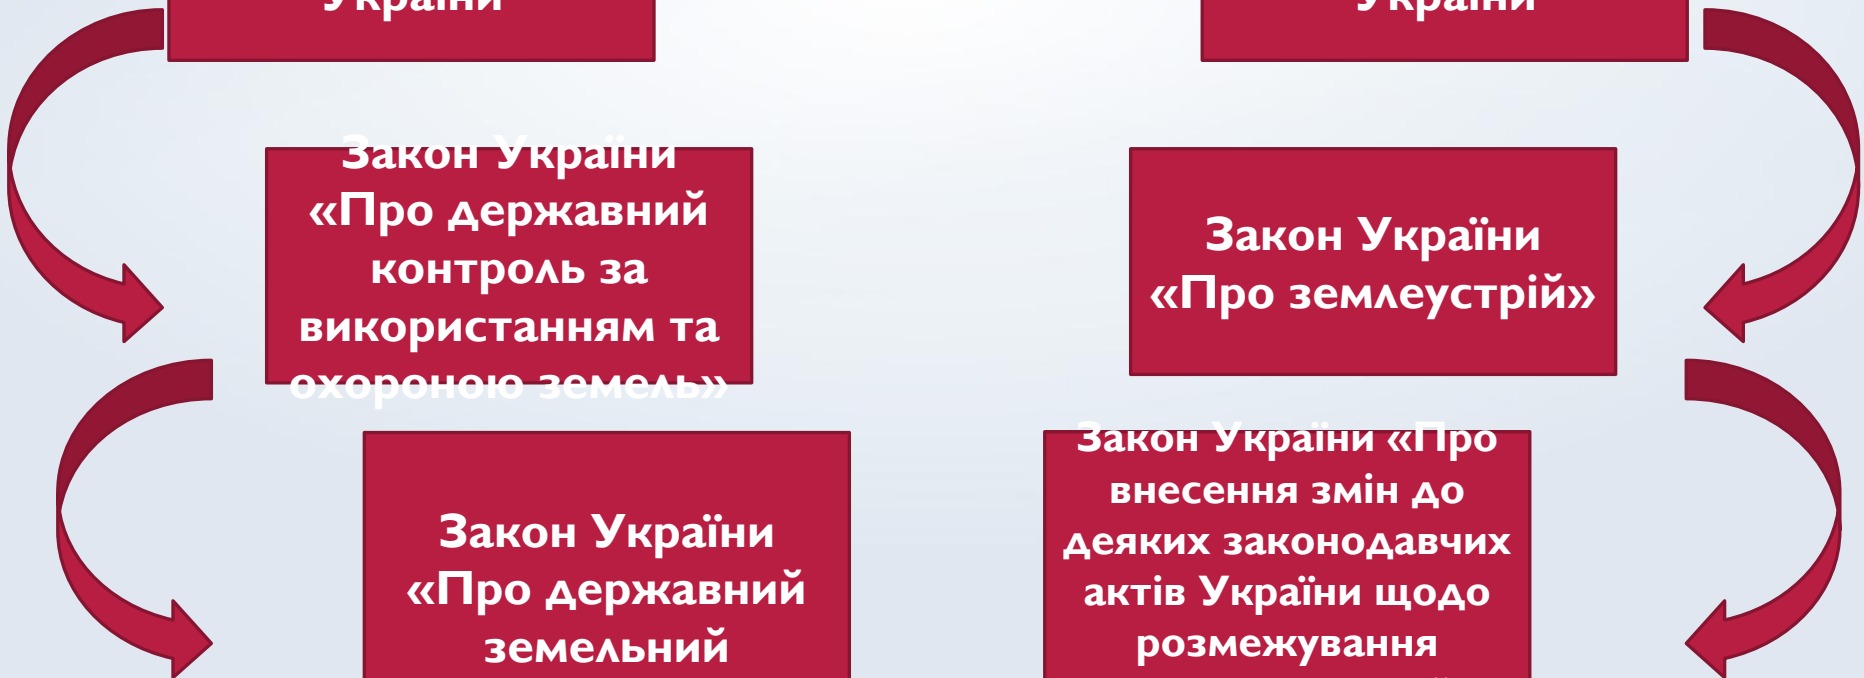 України
України
Закон України
«Про державний
контроль за
використанням та
охороною земель»
Закон України
«Про землеустрій»
Закон України
«Про державний
земельний
Закон України «Про
внесення змін до
деяких законодавчих
актів України щодо
розмежування